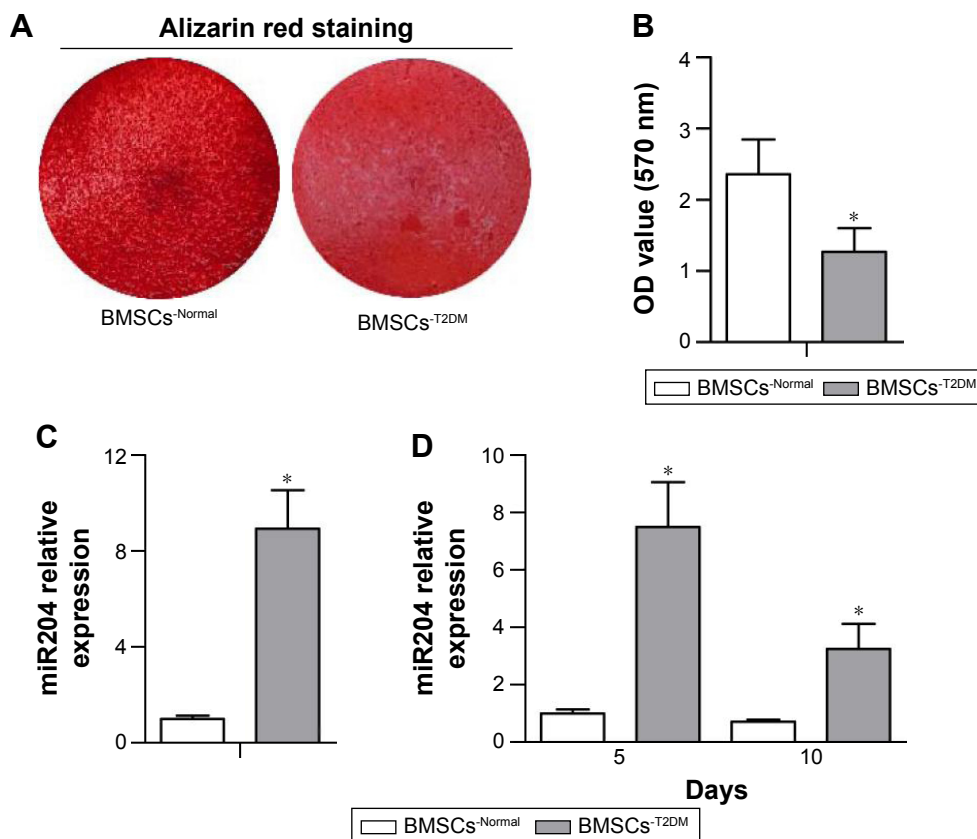 A
Alizarin red staining
BMSCs-Normal
BMSCs-T2DM
B
OD value (570 nm)
4
3
2
1
0
*
BMSCs-Normal BMSCs-T2DM
C
miR204 relative
expression
12
8
4
0
*
D
miR204 relative
expression
10
8
6
4
2
0
*
*
5 10
Days
BMSCs-Normal BMSCs-T2DM